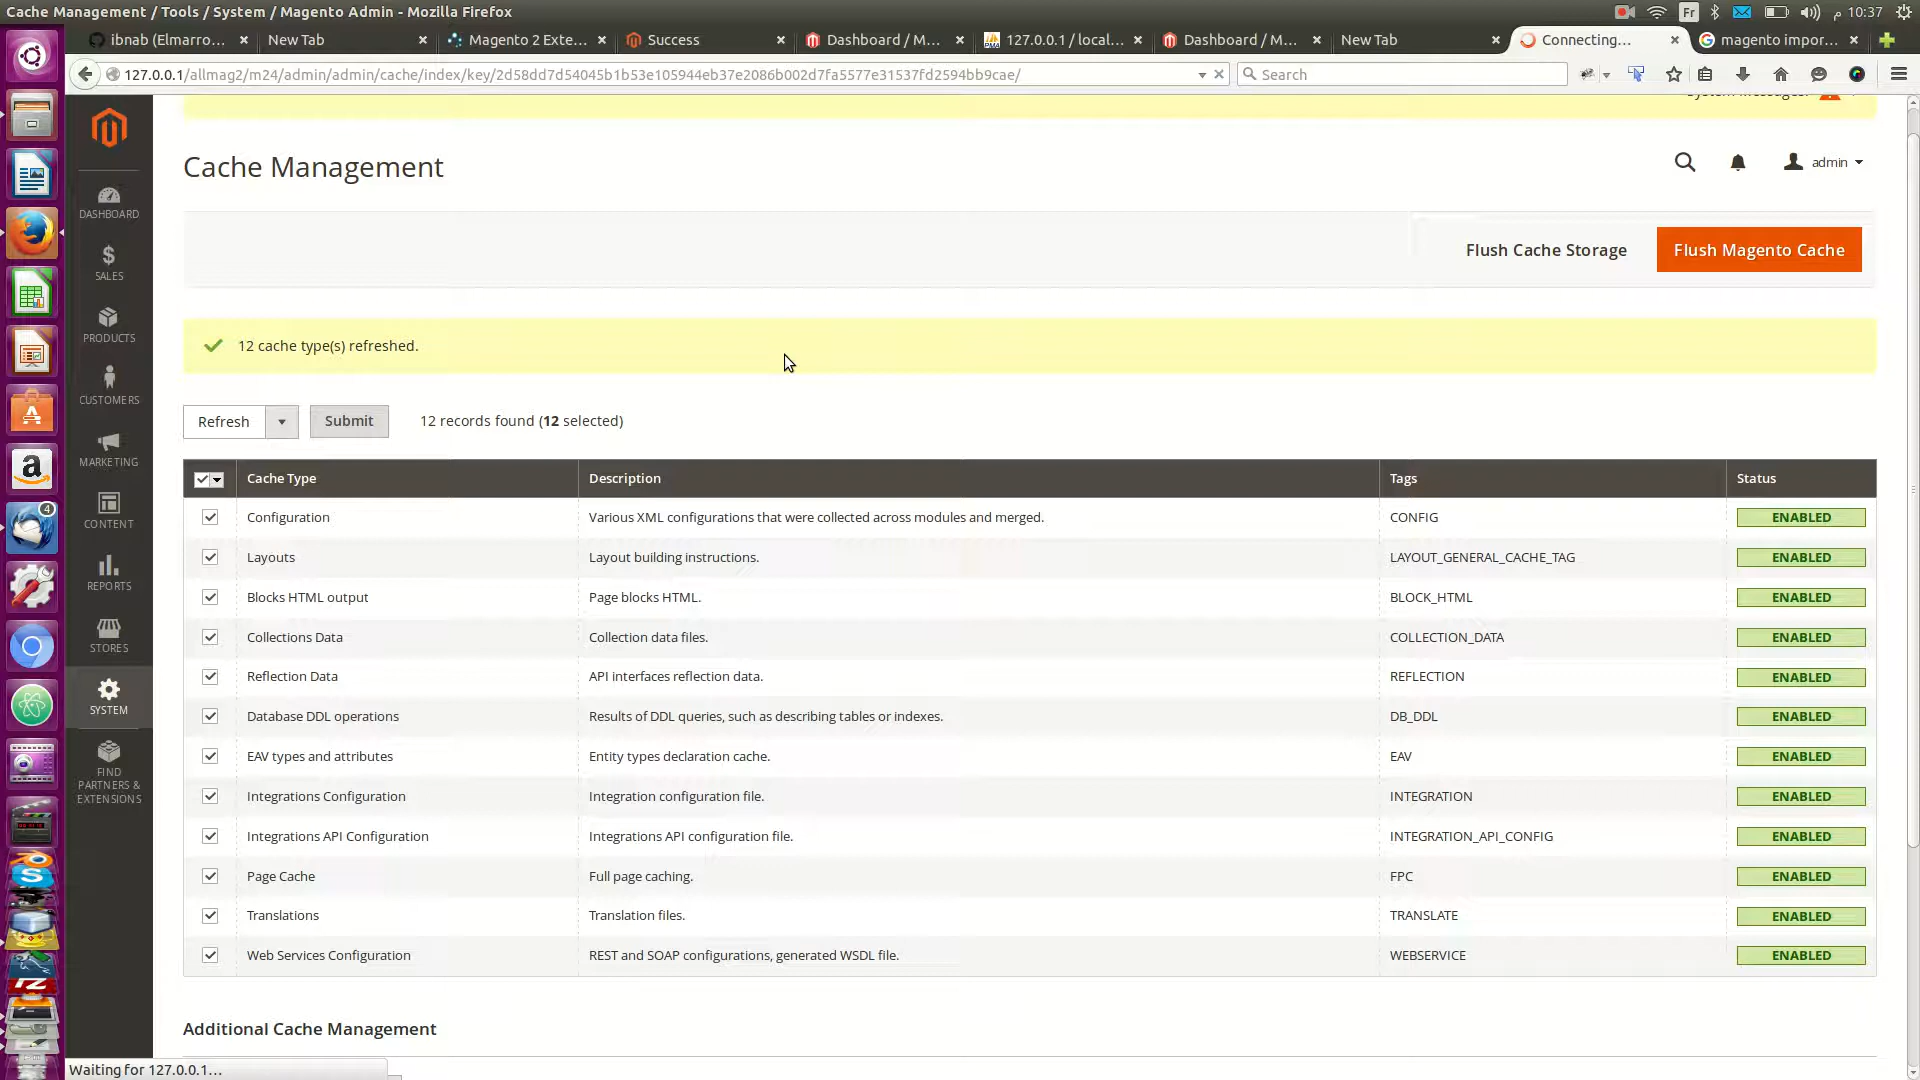 Cache Management / Tools / System / Magento Admin - Mozilla Firefox
Fr
م 10:37
ibnab (Elmarro...
New Tab
Magento 2 Exte...
Success
Dashboard / M...
127.0.0.1 / local...
Dashboard / M...
New Tab
Connecting...
magento impor...
127.0.0.1/allmag2/m24/admin/admin/cache/index/key/2d58dd7d54045b1b53e105944eb37e2086b002d7fa5577e31537fd2594bb9cae/
Search
System Messages:
Cache Management
admin
Flush Cache Storage
Flush Magento Cache
12 cache type(s) refreshed.
Refresh
Submit
12 records found (12 selected)
Cache Type Description Tags Status
Configuration Various XML configurations that were collected across modules and merged. CONFIG ENABLED
Layouts Layout building instructions. LAYOUT_GENERAL_CACHE_TAG ENABLED
Blocks HTML output Page blocks HTML. BLOCK_HTML ENABLED
Collections Data Collection data files. COLLECTION_DATA ENABLED
Reflection Data API interfaces reflection data. REFLECTION ENABLED
Database DDL operations Results of DDL queries, such as describing tables or indexes. DB_DDL ENABLED
EAV types and attributes Entity types declaration cache. EAV ENABLED
Integrations Configuration Integration configuration file. INTEGRATION ENABLED
Integrations API Configuration Integrations API configuration file. INTEGRATION_API_CONFIG ENABLED
Page Cache Full page caching. FPC ENABLED
Translations Translation files. TRANSLATE ENABLED
Web Services Configuration REST and SOAP configurations, generated WSDL file. WEBSERVICE ENABLED
Additional Cache Management
DASHBOARD
SALES
PRODUCTS
CUSTOMERS
MARKETING
CONTENT
REPORTS
STORES
SYSTEM
FIND
PARTNERS &
EXTENSIONS
4
Waiting for 127.0.0.1...